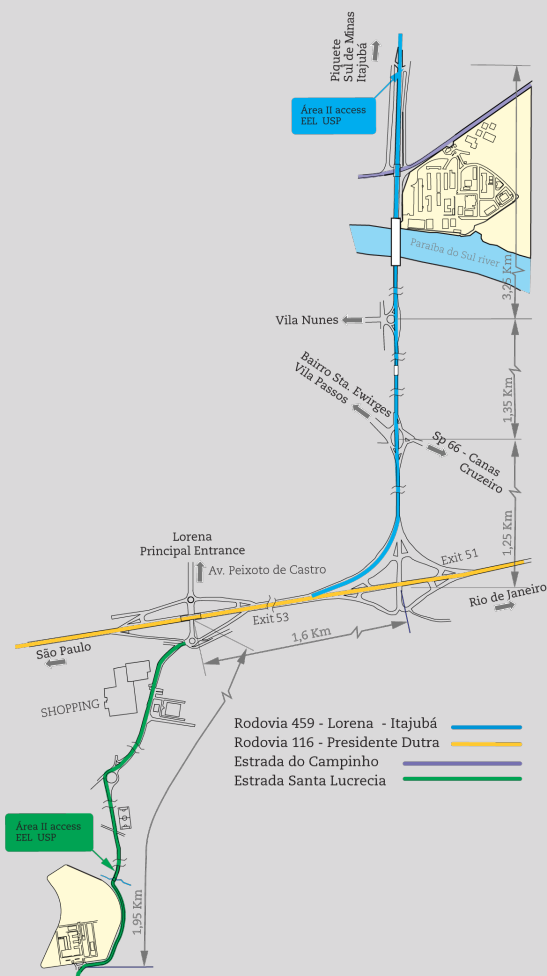 Piquete
Sul de Minas
Itajubá
Área II access
EEL USP
Paraíba do Sul river
3,25 Km
Vila Nunes
1,35 Km
Bairro Sta. Ewirges
Vila Passos
Sp 66 - Canas
Cruzeiro
1,25 Km
Lorena
Principal Entrance
Av. Peixoto de Castro
Exit 51
Rio de Janeiro
Exit 53
1,6 Km
São Paulo
SHOPPING
Rodovia 459 - Lorena - Itajubá
Rodovia 116 - Presidente Dutra
Estrada do Campinho
Estrada Santa Lucrecia
Área II access
EEL USP
1,95 Km